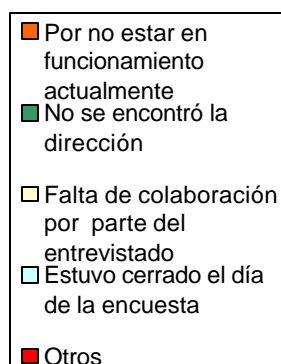 Por no estar en
funcionamiento
actualmente
No se encontró la
dirección
Falta de colaboración
por parte del
entrevistado
Estuvo cerrado el día
de la encuesta
Otros